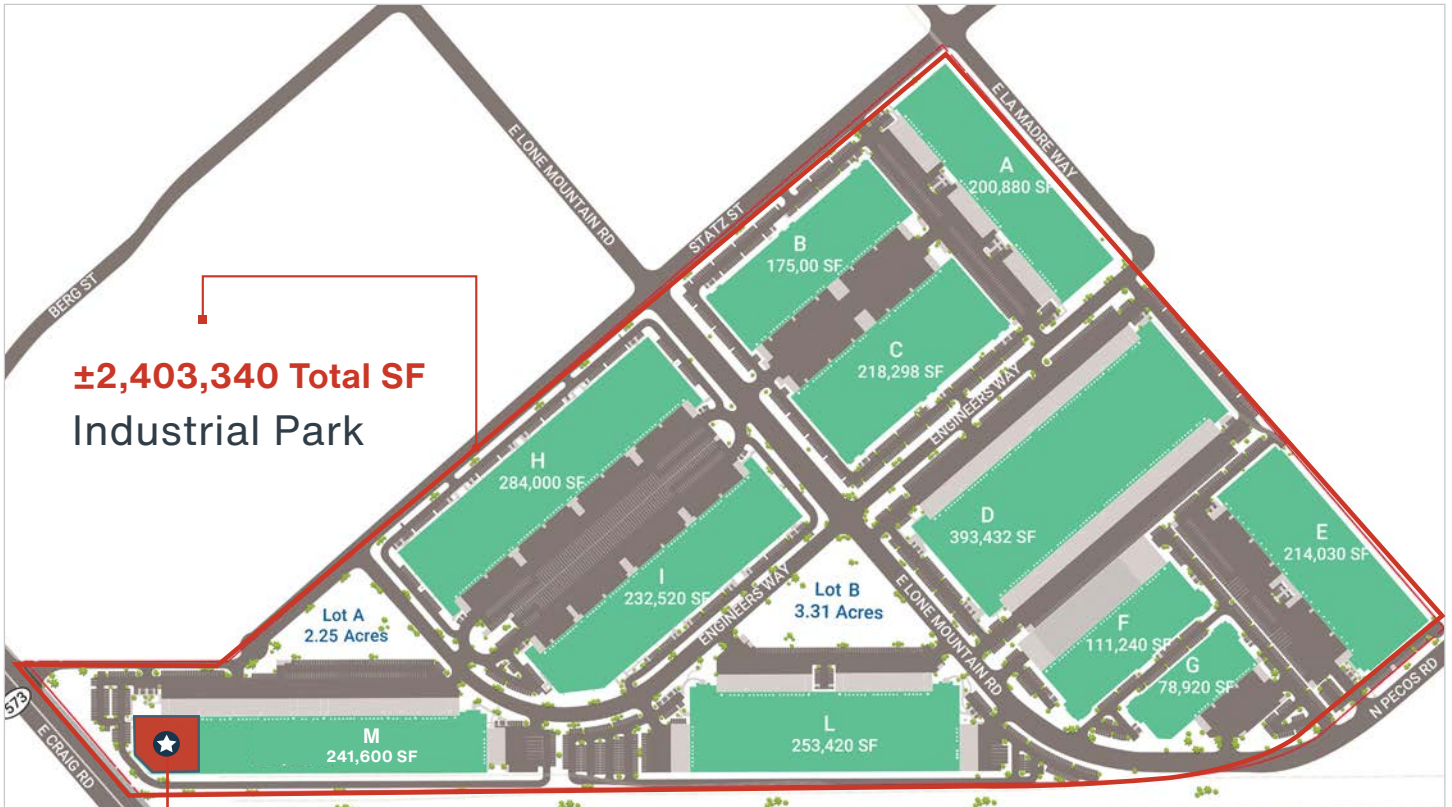 E LA MADRE WAY
E LONE MOUNTAIN RD
A
200,880 SF
STATZ ST
B
175,00 SF
BERG ST
±2,403,340 Total SF
Industrial Park
C
218,298 SF
ENGINEERS WAY
H
284,000 SF
D
393,432 SF
E
214,030 SF
I
232,520 SF
ENGINEERS WAY
Lot B
3.31 Acres
E LONE MOUNTAIN RD
Lot A
2.25 Acres
F
111,240 SF
G
78,920 SF
N PECOS RD
573
E CRAIG RD
M
241,600 SF
L
253,420 SF